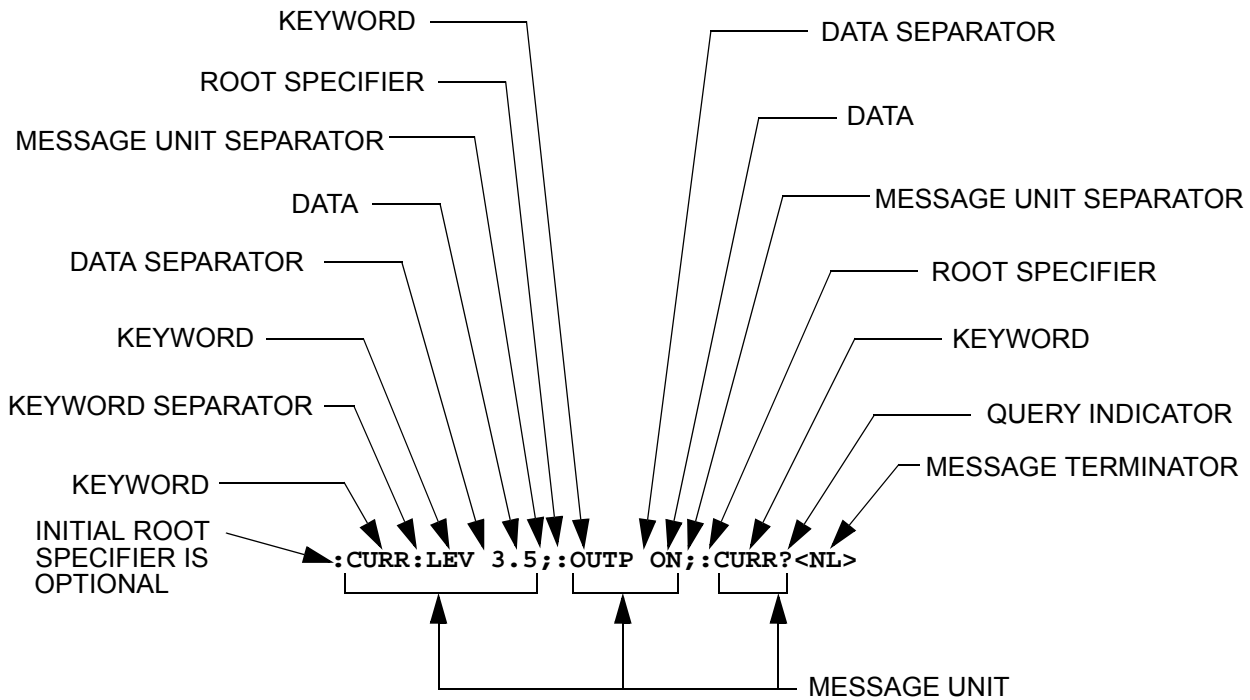 KEYWORD
DATA SEPARATOR
ROOT SPECIFIER
DATA
MESSAGE UNIT SEPARATOR
MESSAGE UNIT SEPARATOR
DATA
DATA SEPARATOR
ROOT SPECIFIER
KEYWORD
KEYWORD
KEYWORD SEPARATOR
QUERY INDICATOR
MESSAGE TERMINATOR
KEYWORD
INITIAL ROOT
SPECIFIER IS
OPTIONAL
:CURR:LEV 3.5;:OUTP ON;:CURR?<NL>
MESSAGE UNIT